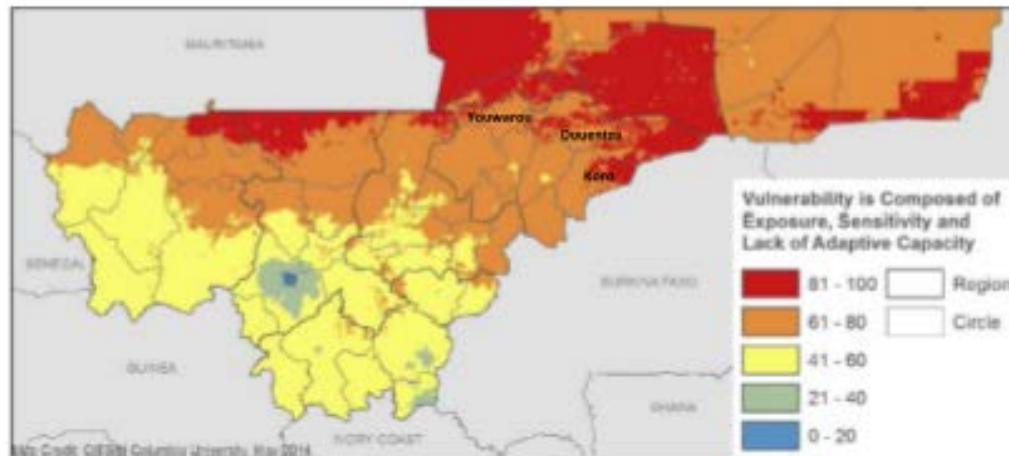 MAURITANIA
Youwarou
Douentza
Koro
SENEGAL
BURKINA FASO
GUINEA
GHANA
IVORY COAST
Vulnerability is Composed of
Exposure, Sensitivity and
Lack of Adaptive Capacity
81 - 100
Region
61 - 80
Circle
41 - 60
21 - 40
0 - 20
Map Credit: CIESIN Columbia University, May 2014